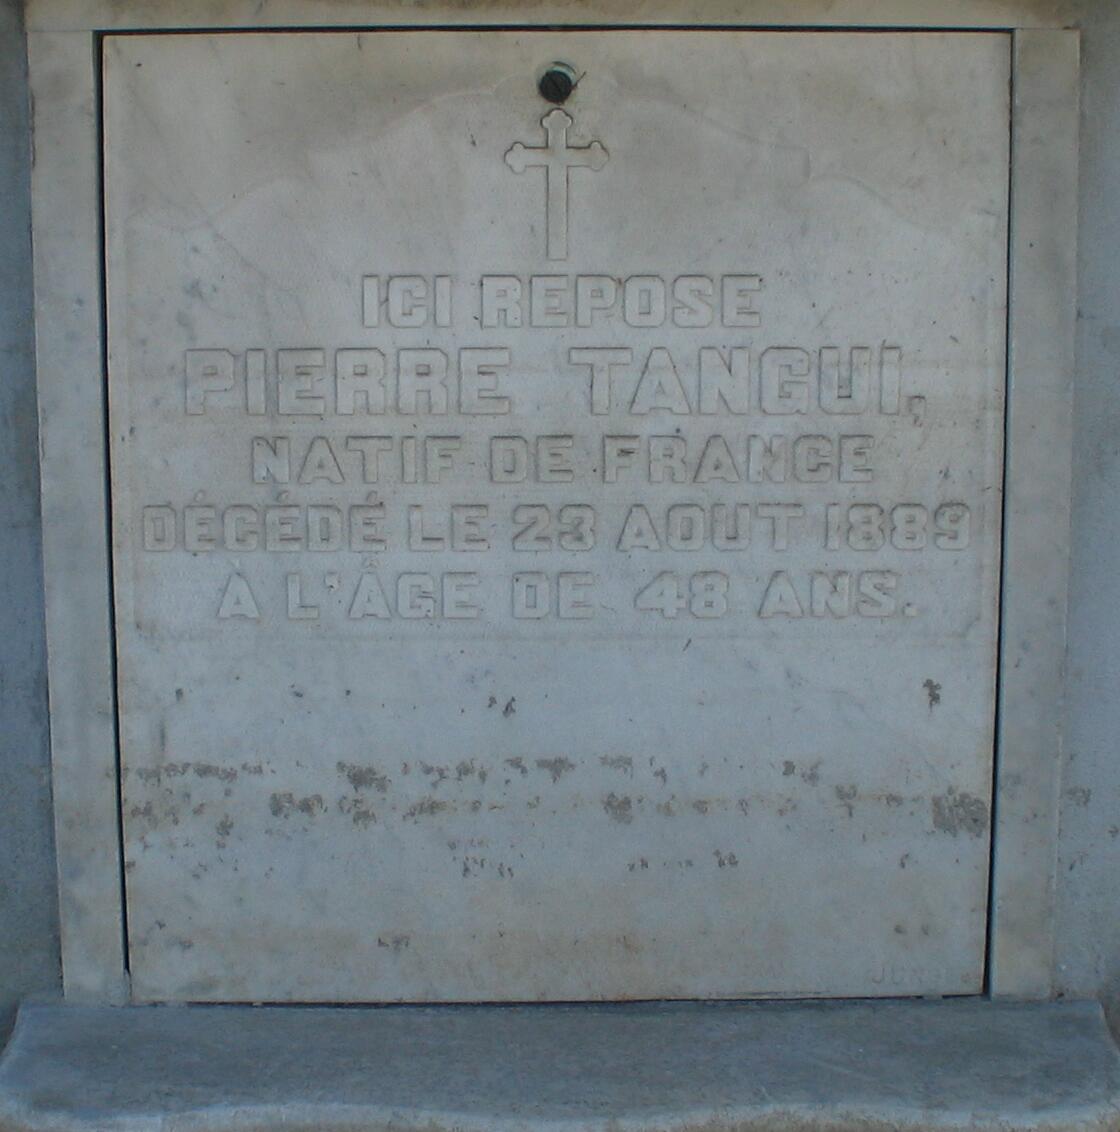 ICI REPOSE
PIERRE TANGUI,
NATIF DE FRANCE
DÉCÉDÉ LE 23 AOUT 1889
À L'ÂGE DE 48 ANS.